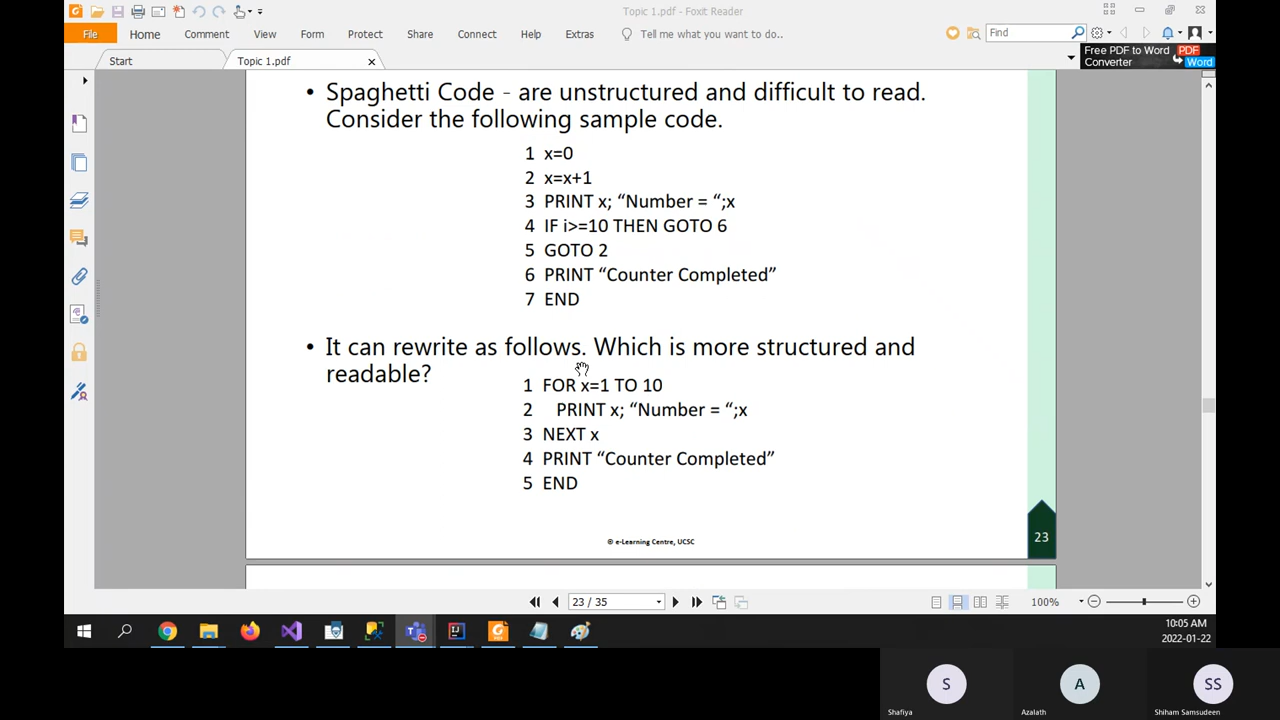 Topic 1.pdf - Foxit Reader
File Home Comment View Form Protect Share Connect Help Extras Tell me what you want to do.. Find
Start Topic 1.pdf
Free PDF to Word
Converter
PDF
Word
• Spaghetti Code - are unstructured and difficult to read.
Consider the following sample code.
1 x=0
2 x=x+1
3 PRINT x; “Number = “;x
4 IF i>=10 THEN GOTO 6
5 GOTO 2
6 PRINT “Counter Completed”
7 END
• It can rewrite as follows. Which is more structured and
readable?
1 FOR x=1 TO 10
2 PRINT x; “Number = “;x
3 NEXT x
4 PRINT “Counter Completed”
5 END
© e-Learning Centre, UCSC
23
23 / 35
100%
10:05 AM
2022-01-22
S A SS
Shafiya Azalath Shiham Samsudeen